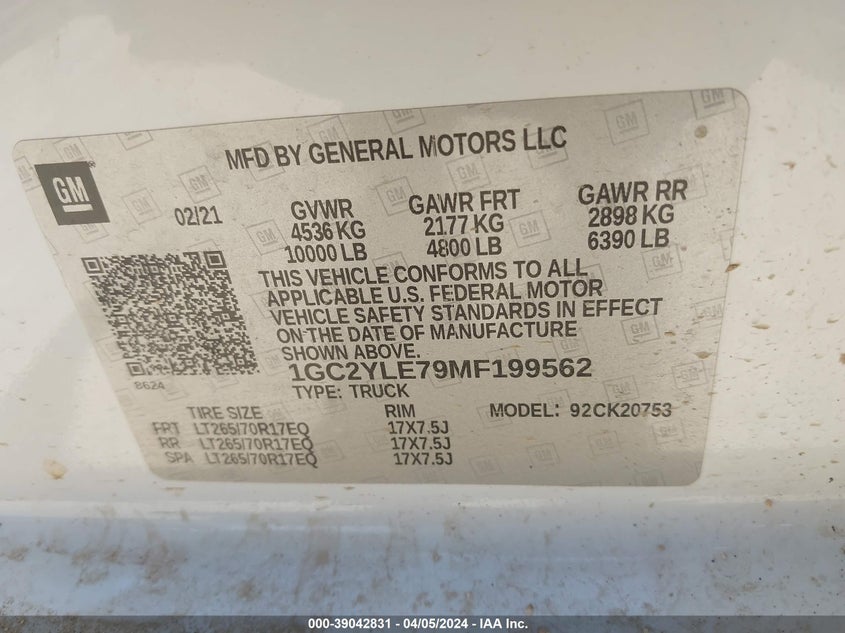 MFD BY GENERAL MOTORS LLC
GM
02/21
GVWR GAWR FRT GAWR RR
4536 KG 2177 KG 2898 KG
10000 LB 4800 LB 6390 LB
THIS VEHICLE CONFORMS TO ALL
APPLICABLE U.S. FEDERAL MOTOR
VEHICLE SAFETY STANDARDS IN EFFECT
ON THE DATE OF MANUFACTURE
SHOWN ABOVE.
8624
1GC2YLE79MF199562
TYPE: TRUCK
TIRE SIZE RIM MODEL: 92CK20753
FRT LT265/70R17EQ 17X7.5J
RR LT265/70R17EQ 17X7.5J
SPA LT265/70R17EQ 17X7.5J
000-39042831 - 04/05/2024 - IAA Inc.